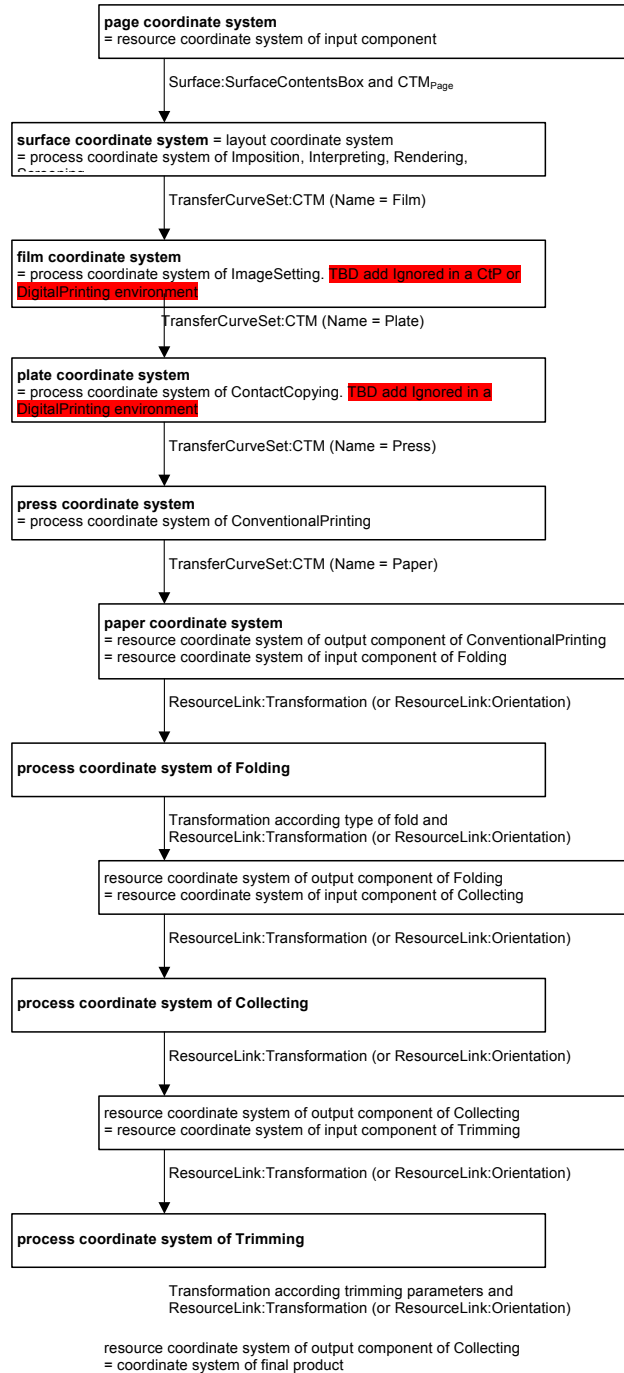 page coordinate system
= resource coordinate system of input component
Surface:SurfaceContentsBox and CTMPage
surface coordinate system = layout coordinate system
= process coordinate system of Imposition, Interpreting, Rendering,
TransferCurveSet:CTM (Name = Film)
film coordinate system
= process coordinate system of ImageSetting. TBD add Ignored in a CtP or
DigitalPrinting environment
TransferCurveSet:CTM (Name = Plate)
plate coordinate system
= process coordinate system of ContactCopying. TBD add Ignored in a
DigitalPrinting environment
TransferCurveSet:CTM (Name = Press)
press coordinate system
= process coordinate system of ConventionalPrinting
TransferCurveSet:CTM (Name = Paper)
paper coordinate system
= resource coordinate system of output component of ConventionalPrinting
= resource coordinate system of input component of Folding
ResourceLink:Transformation (or ResourceLink:Orientation)
process coordinate system of Folding
Transformation according type of fold and
ResourceLink:Transformation (or ResourceLink:Orientation)
resource coordinate system of output component of Folding
= resource coordinate system of input component of Collecting
ResourceLink:Transformation (or ResourceLink:Orientation)
process coordinate system of Collecting
ResourceLink:Transformation (or ResourceLink:Orientation)
resource coordinate system of output component of Collecting
= resource coordinate system of input component of Trimming
ResourceLink:Transformation (or ResourceLink:Orientation)
process coordinate system of Trimming
Transformation according trimming parameters and
ResourceLink:Transformation (or ResourceLink:Orientation)
resource coordinate system of output component of Collecting
= coordinate system of final product